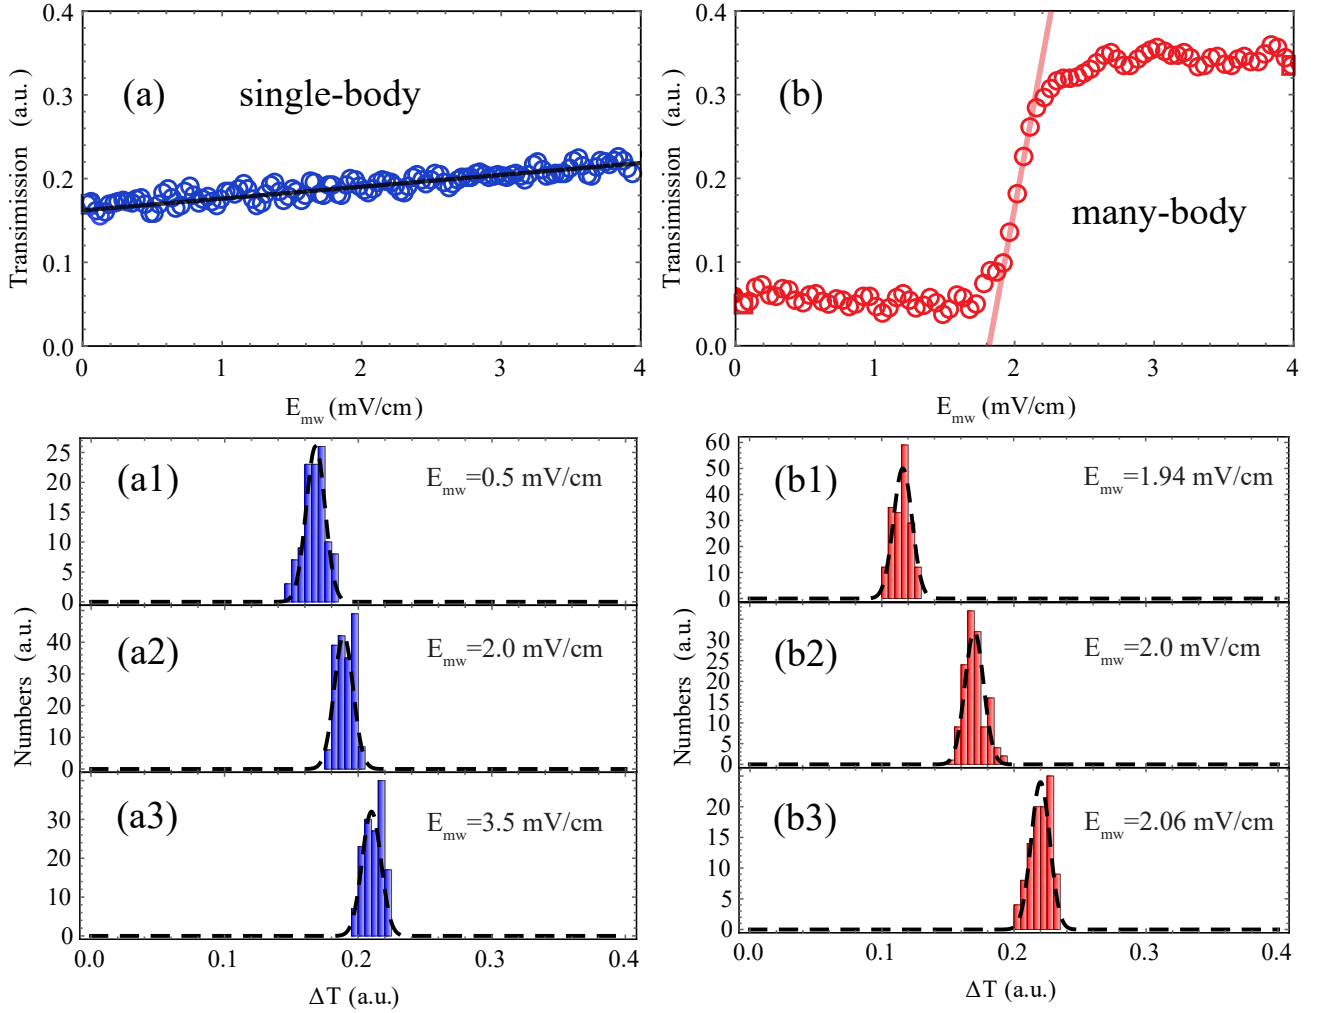 0.4
0.3
0.2
0.1
0.0
Transimission (a.u.)
(a) single-body
0 1 2 3 4
E_mw (mV/cm)
0.4
0.3
0.2
0.1
0.0
Transimission (a.u.)
(b)
many-body
0 1 2 3 4
E_mw (mV/cm)
25
20
15
10
5
0
(a1) E_mw=0.5 mV/cm
40
30
20
10
0
(a2) E_mw=2.0 mV/cm
30
20
10
0
(a3) E_mw=3.5 mV/cm
Numbers (a.u.)
0.0 0.1 0.2 0.3 0.4
ΔT (a.u.)
60
50
40
30
20
10
0
(b1) E_mw=1.94 mV/cm
30
25
20
15
10
5
0
(b2) E_mw=2.0 mV/cm
20
15
10
5
0
(b3) E_mw=2.06 mV/cm
Numbers (a.u.)
0.0 0.1 0.2 0.3 0.4
ΔT (a.u.)